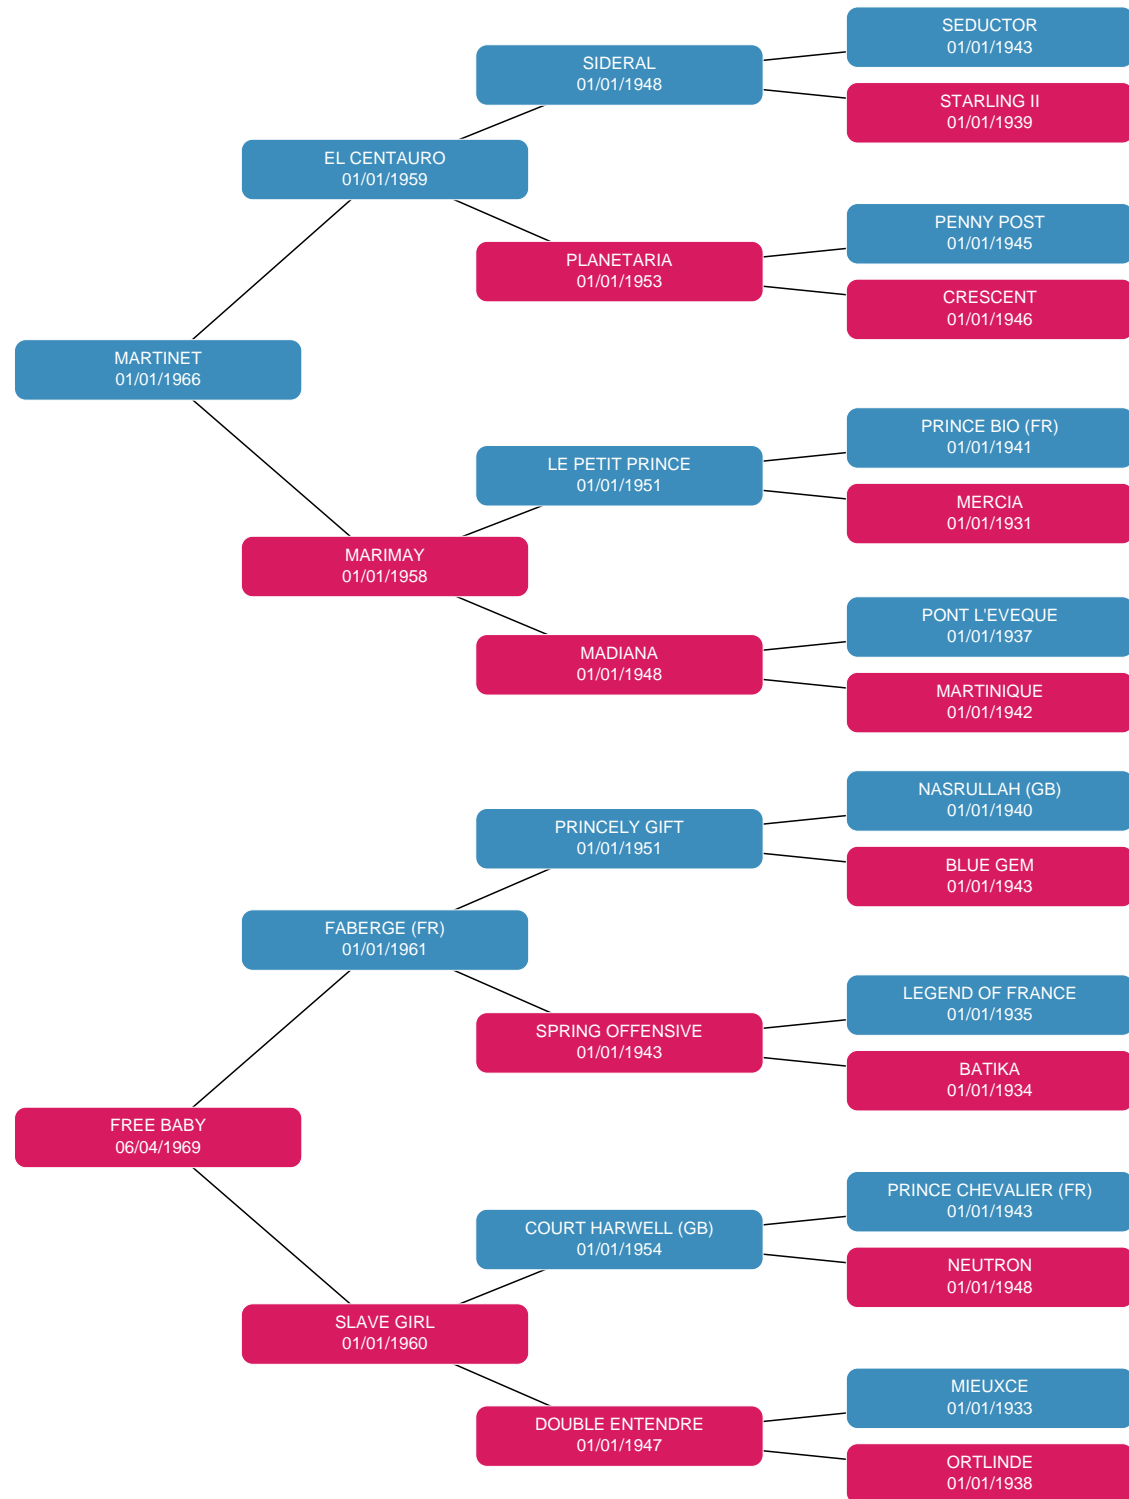 SEDUCTOR
01/01/1943
SIDERAL
01/01/1948
STARLING II
01/01/1939
EL CENTAURO
01/01/1959
PENNY POST
01/01/1945
PLANETARIA
01/01/1953
CRESCENT
01/01/1946
MARTINET
01/01/1966
PRINCE BIO (FR)
01/01/1941
LE PETIT PRINCE
01/01/1951
MERCIA
01/01/1931
MARIMAY
01/01/1958
PONT L'EVEQUE
01/01/1937
MADIANA
01/01/1948
MARTINIQUE
01/01/1942
NASRULLAH (GB)
01/01/1940
PRINCELY GIFT
01/01/1951
BLUE GEM
01/01/1943
FABERGE (FR)
01/01/1961
LEGEND OF FRANCE
01/01/1935
SPRING OFFENSIVE
01/01/1943
BATIKA
01/01/1934
FREE BABY
06/04/1969
PRINCE CHEVALIER (FR)
01/01/1943
COURT HARWELL (GB)
01/01/1954
NEUTRON
01/01/1948
SLAVE GIRL
01/01/1960
MIEUXCE
01/01/1933
DOUBLE ENTENDRE
01/01/1947
ORTLINDE
01/01/1938